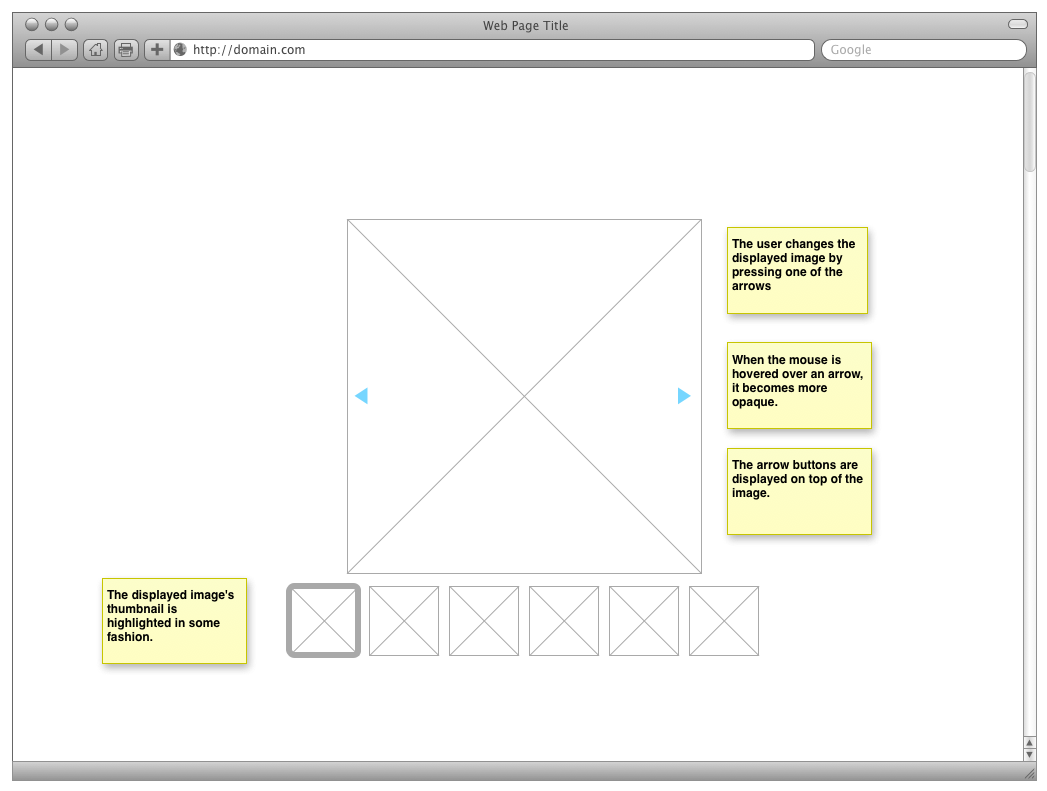 Web Page Title
http://domain.com
Google
The user changes the
displayed image by
pressing one of the
arrows
When the mouse is
hovered over an arrow,
it becomes more
opaque.
The arrow buttons are
displayed on top of the
image.
The displayed image's
thumbnail is
highlighted in some
fashion.